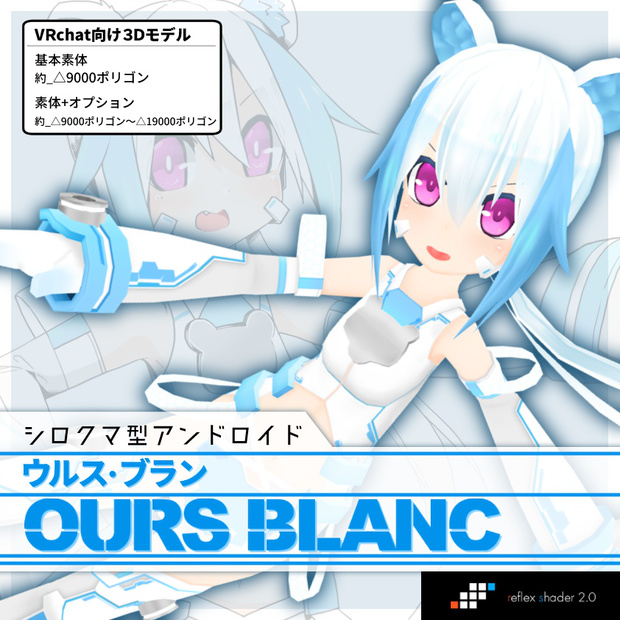 VRchat向け3Dモデル
基本素体
約_△9000ポリゴン
素体+オプション
約_△9000ポリゴン～△19000ポリゴン
シロクマ型アンドロイド
ウルス・ブラン
OURS BLANC
reflex shader 2.0